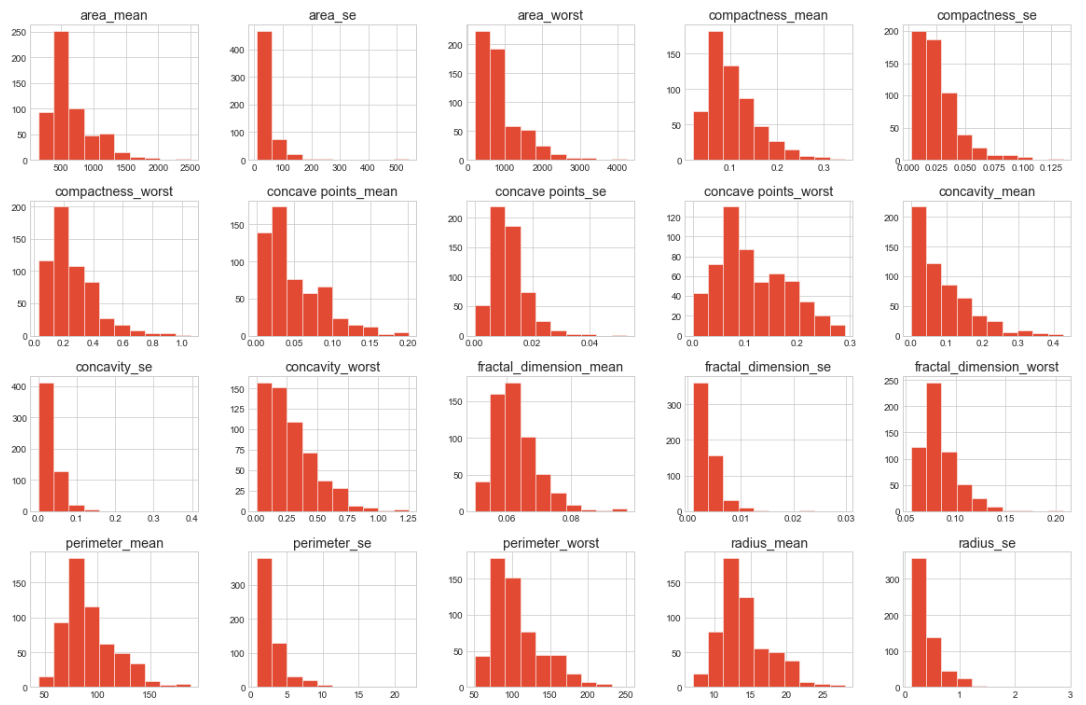 area_mean
area_se
area_worst
compactness_mean
compactness_se
250
200
150
100
50
0
500 1000 1500 2000 2500
400
300
200
100
0
0 100 200 300 400 500
200
150
100
50
0
0 1000 2000 3000 4000
150
100
50
0
0.1 0.2 0.3
200
150
100
50
0
0.000 0.025 0.050 0.075 0.100 0.125
compactness_worst
concave points_mean
concave points_se
concave points_worst
concavity_mean
200
150
100
50
0
0.0 0.2 0.4 0.6 0.8 1.0
150
100
50
0
0.00 0.05 0.10 0.15 0.20
200
150
100
50
0
0.00 0.02 0.04
120
100
80
60
40
20
0
0.0 0.1 0.2 0.3
200
150
100
50
0
0.0 0.1 0.2 0.3 0.4
concavity_se
concavity_worst
fractal_dimension_mean
fractal_dimension_se
fractal_dimension_worst
400
300
200
100
0
0.0 0.1 0.2 0.3 0.4
150
125
100
75
50
25
0
0.00 0.25 0.50 0.75 1.00 1.25
150
100
50
0
0.06 0.08
300
200
100
0
0.00 0.01 0.02 0.03
250
200
150
100
50
0
0.05 0.10 0.15 0.20
perimeter_mean
perimeter_se
perimeter_worst
radius_mean
radius_se
150
100
50
0
50 100 150
300
200
100
0
0 5 10 15 20
150
100
50
0
50 100 150 200 250
150
100
50
0
10 15 20 25
300
200
100
0
0 1 2 3